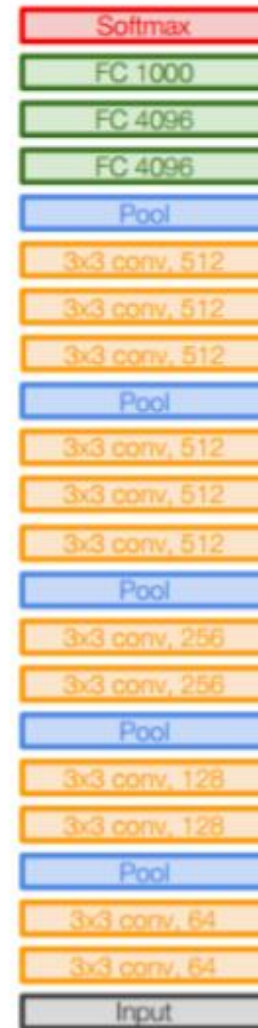 Softmax
FC 1000
FC 4096
FC 4096
Pool
3x3 conv, 512
3x3 conv, 512
3x3 conv, 512
Pool
3x3 conv, 512
3x3 conv, 512
3x3 conv, 512
Pool
3x3 conv, 256
3x3 conv, 256
Pool
3x3 conv, 128
3x3 conv, 128
Pool
3x3 conv, 64
3x3 conv, 64
Input